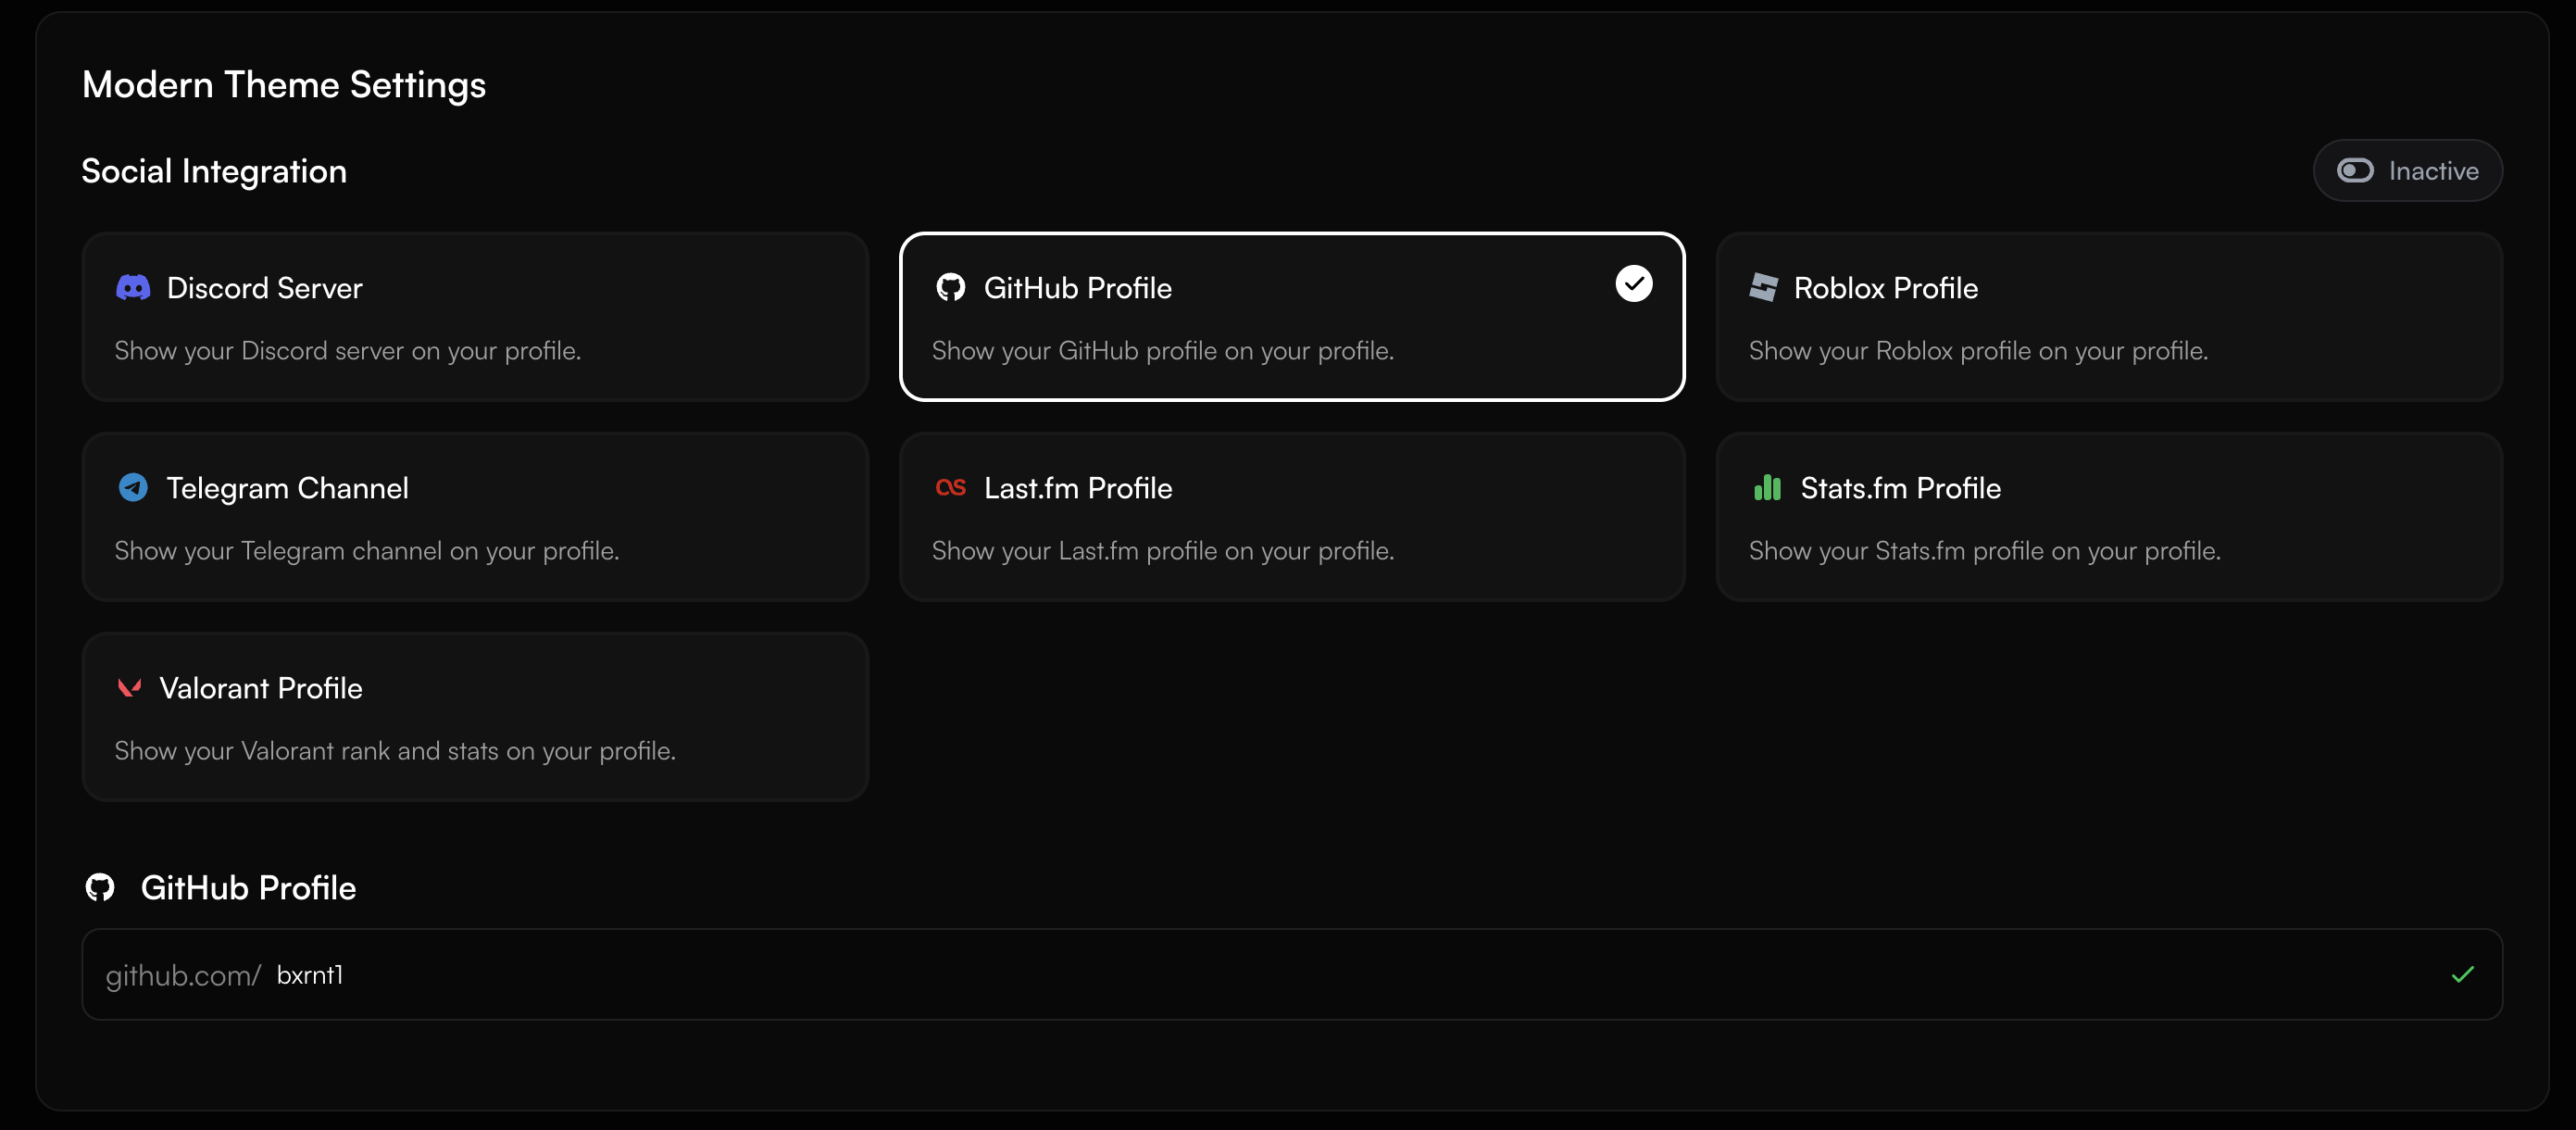 Modern Theme Settings
Social Integration
Inactive
Discord Server
Show your Discord server on your profile.
GitHub Profile
Show your GitHub profile on your profile.
Roblox Profile
Show your Roblox profile on your profile.
Telegram Channel
Show your Telegram channel on your profile.
Last.fm Profile
Show your Last.fm profile on your profile.
Stats.fm Profile
Show your Stats.fm profile on your profile.
Valorant Profile
Show your Valorant rank and stats on your profile.
GitHub Profile
github.com/ bxrnt1